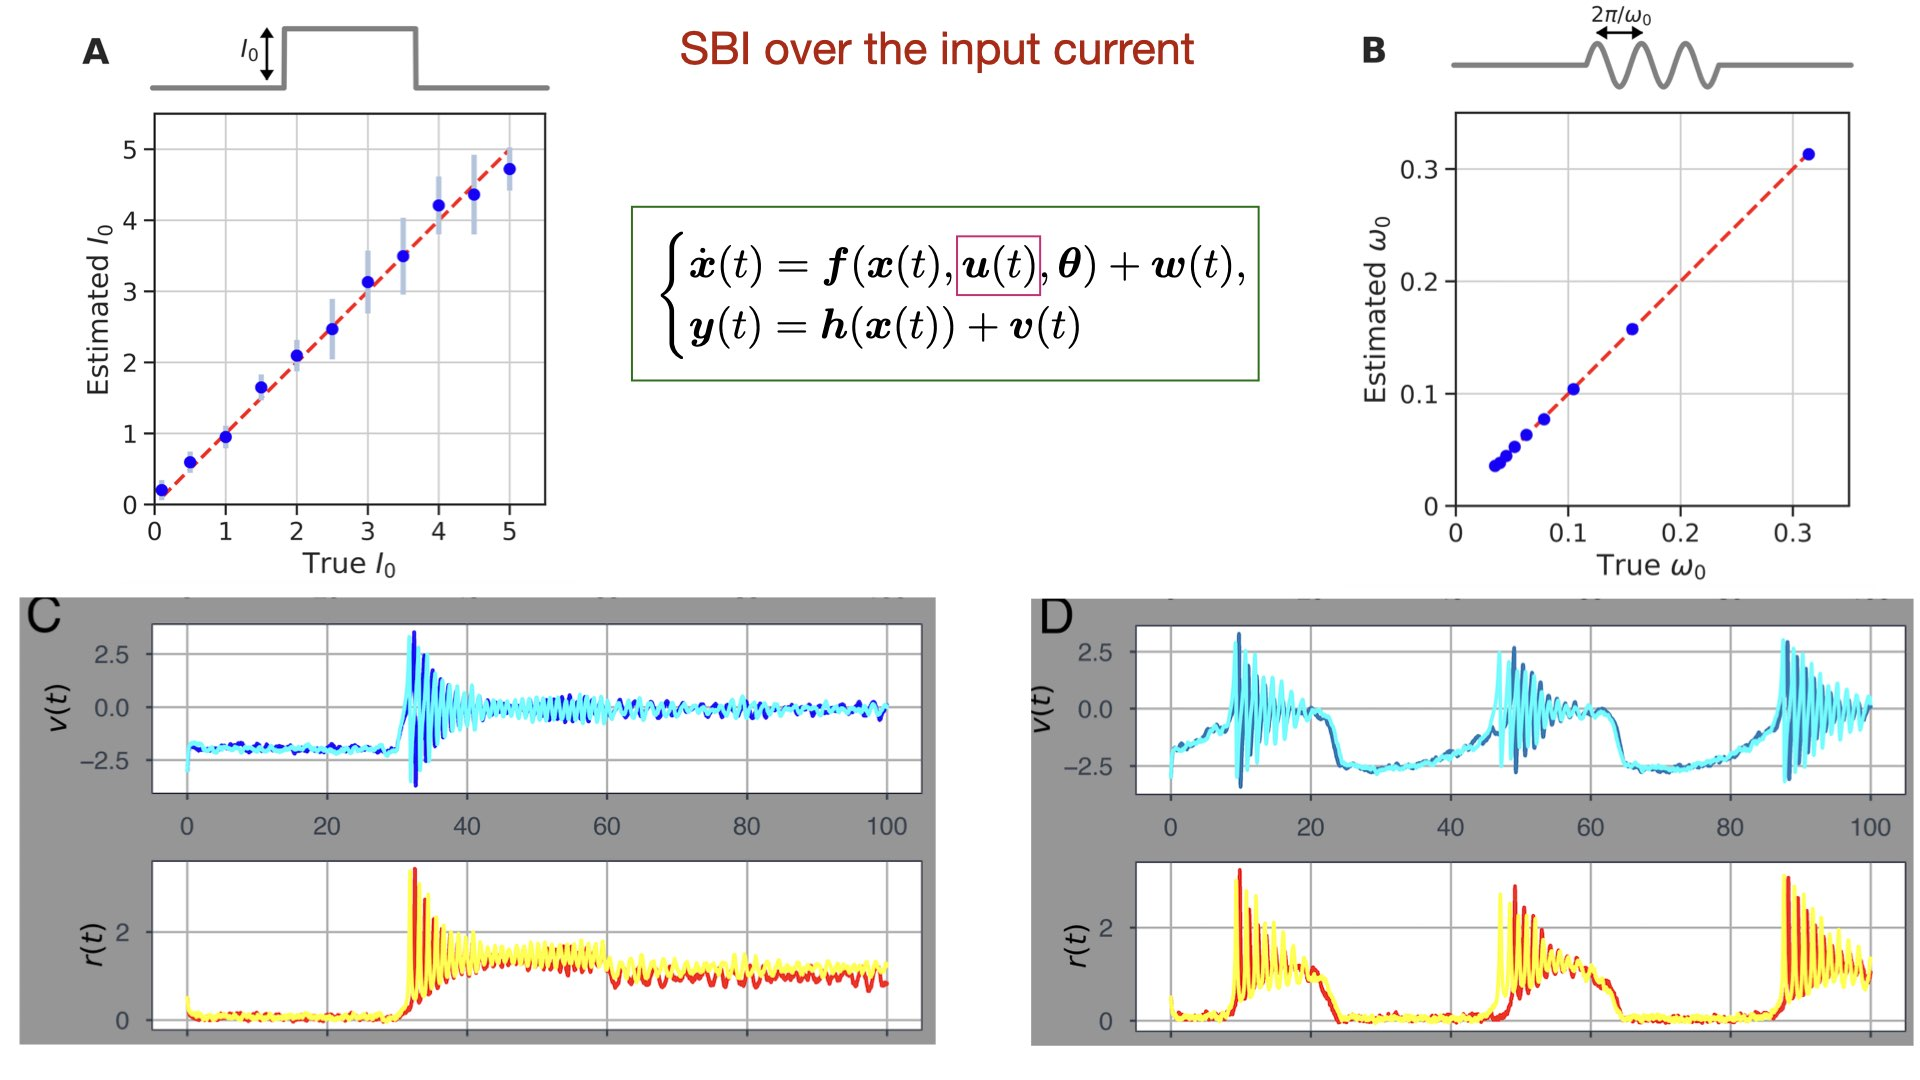 SBI over the input current
A
I₀
5
4
3
2
1
0
Estimated I₀
0 1 2 3 4 5
True I₀
ẋ(t) = f(x(t), u(t), θ) + w(t),
y(t) = h(x(t)) + v(t)
B
2π/ω₀
0.3
0.2
0.1
0
Estimated ω₀
0 0.1 0.2 0.3
True ω₀
C
2.5
0.0
−2.5
v(t)
0 20 40 60 80 100
2
0
r(t)
D
2.5
0.0
−2.5
v(t)
0 20 40 60 80 100
2
0
r(t)